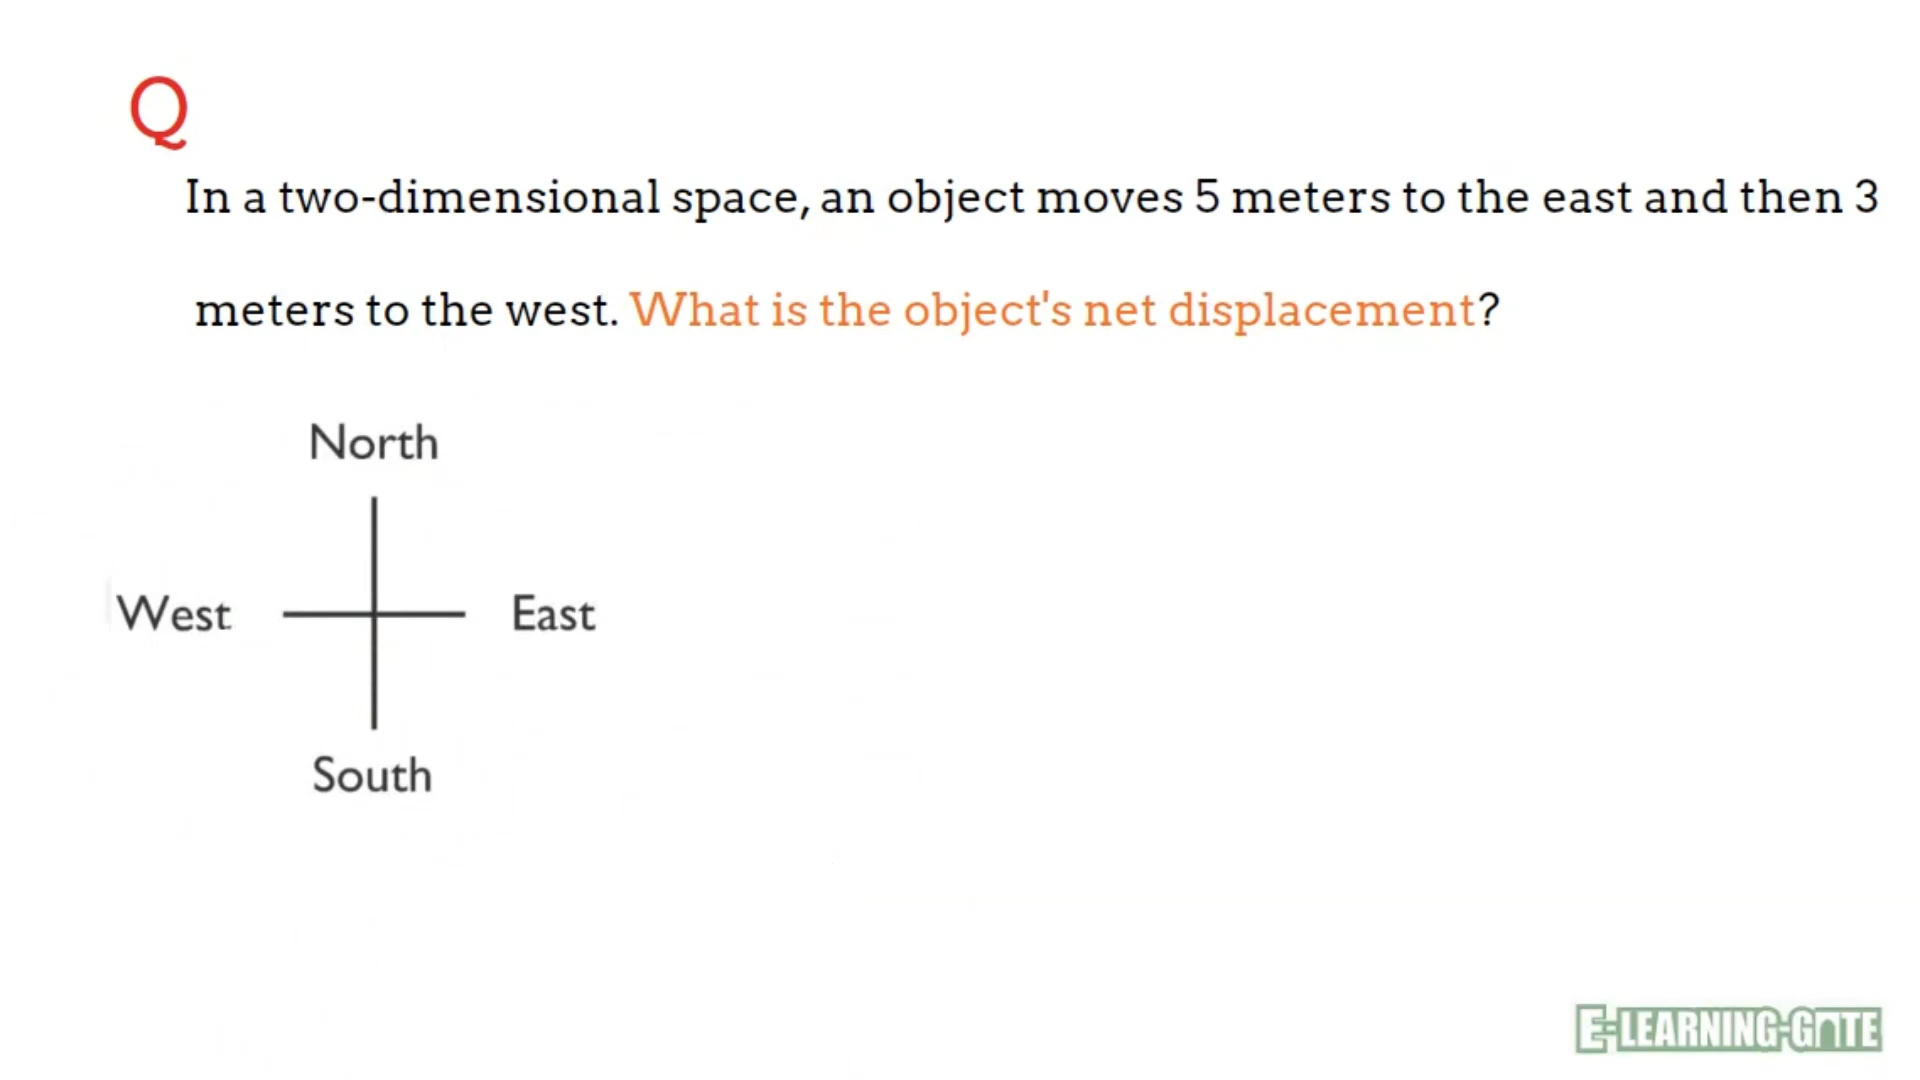 Q
In a two-dimensional space, an object moves 5 meters to the east and then 3
meters to the west. What is the object's net displacement?
North
West East
South
E-LEARNING-GATE